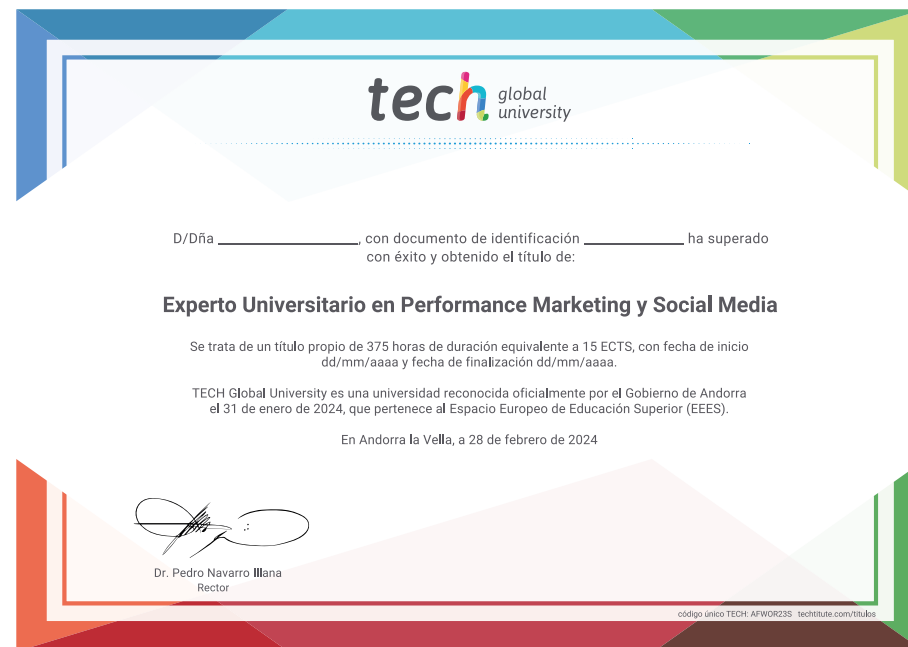 tech global university
D/Dña ________________, con documento de identificación ____________ ha superado
con éxito y obtenido el título de:
Experto Universitario en Performance Marketing y Social Media
Se trata de un título propio de 375 horas de duración equivalente a 15 ECTS, con fecha de inicio
dd/mm/aaaa y fecha de finalización dd/mm/aaaa.
TECH Global University es una universidad reconocida oficialmente por el Gobierno de Andorra
el 31 de enero de 2024, que pertenece al Espacio Europeo de Educación Superior (EEES).
En Andorra la Vella, a 28 de febrero de 2024
Dr. Pedro Navarro Illana
Rector
código único TECH: AFWOR23S techtitute.com/titulos